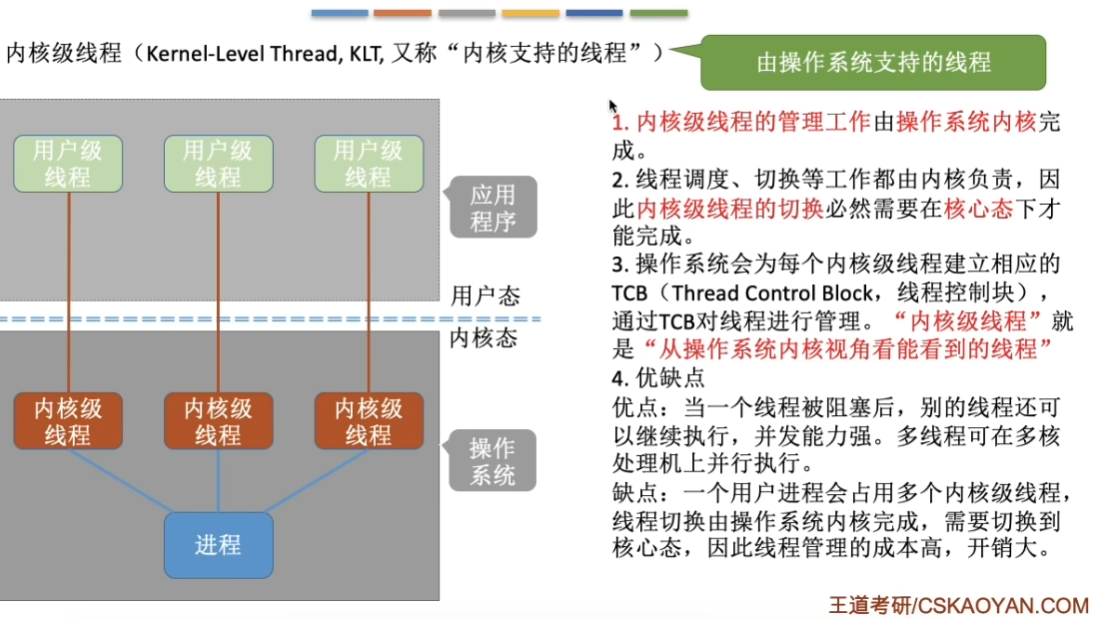 内核级线程（Kernel-Level Thread, KLT, 又称“内核支持的线程”）
由操作系统支持的线程
用户级
线程
用户级
线程
用户级
线程
应用
程序
用户态
内核态
内核级
线程
内核级
线程
内核级
线程
操作
系统
进程
1. 内核级线程的管理工作由操作系统内核完
成。
2. 线程调度、切换等工作都由内核负责，因
此内核级线程的切换必然需要在核心态下才
能完成。
3. 操作系统会为每个内核级线程建立相应的
TCB（Thread Control Block，线程控制块），
通过TCB对线程进行管理。“内核级线程”就
是“从操作系统内核视角看能看到的线程”
4. 优缺点
优点：当一个线程被阻塞后，别的线程还可
以继续执行，并发能力强。多线程可在多核
处理机上并行执行。
缺点：一个用户进程会占用多个内核级线程，
线程切换由操作系统内核完成，需要切换到
核心态，因此线程管理的成本高，开销大。
王道考研/CSKAOYAN.COM